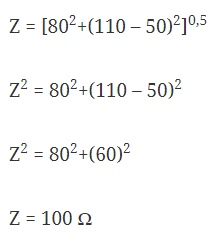 Z = [80²+(110 – 50)²]⁰,⁵
Z² = 80²+(110 – 50)²
Z² = 80²+(60)²
Z = 100 Ω